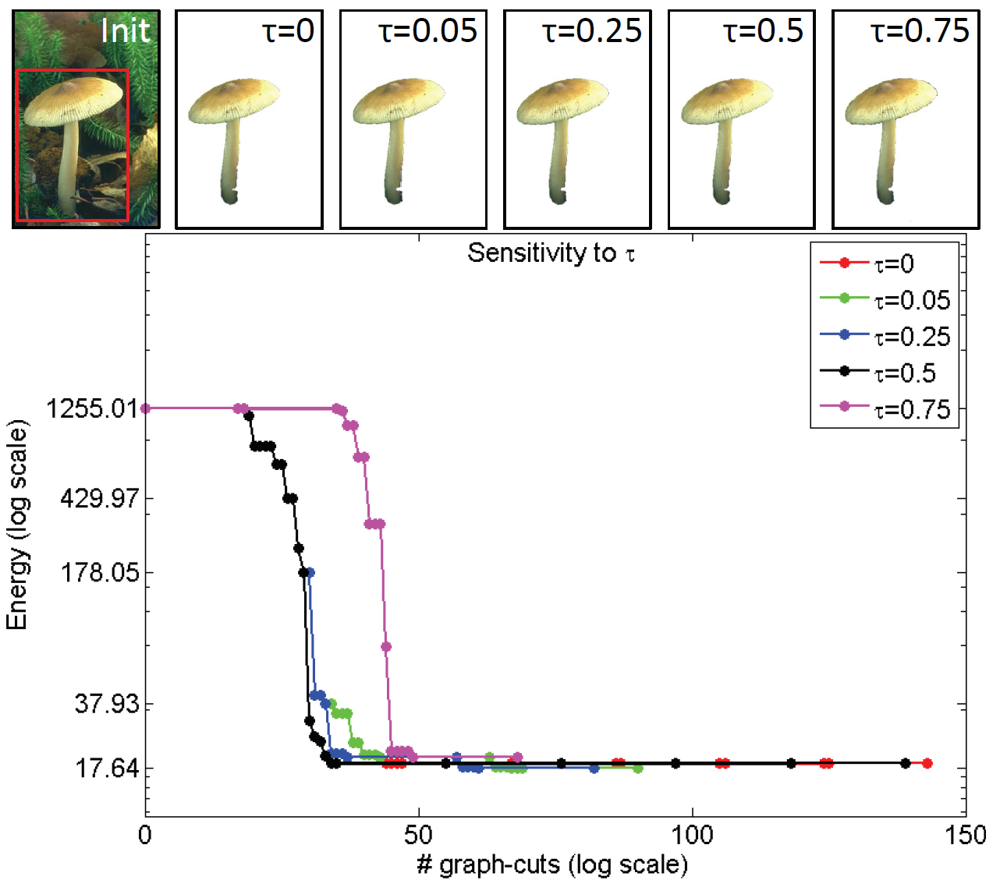 Init
τ=0
τ=0.05
τ=0.25
τ=0.5
τ=0.75
Sensitivity to τ
τ=0
τ=0.05
τ=0.25
τ=0.5
τ=0.75
Energy (log scale)
1255.01
429.97
178.05
37.93
17.64
0
50
100
150
# graph-cuts (log scale)